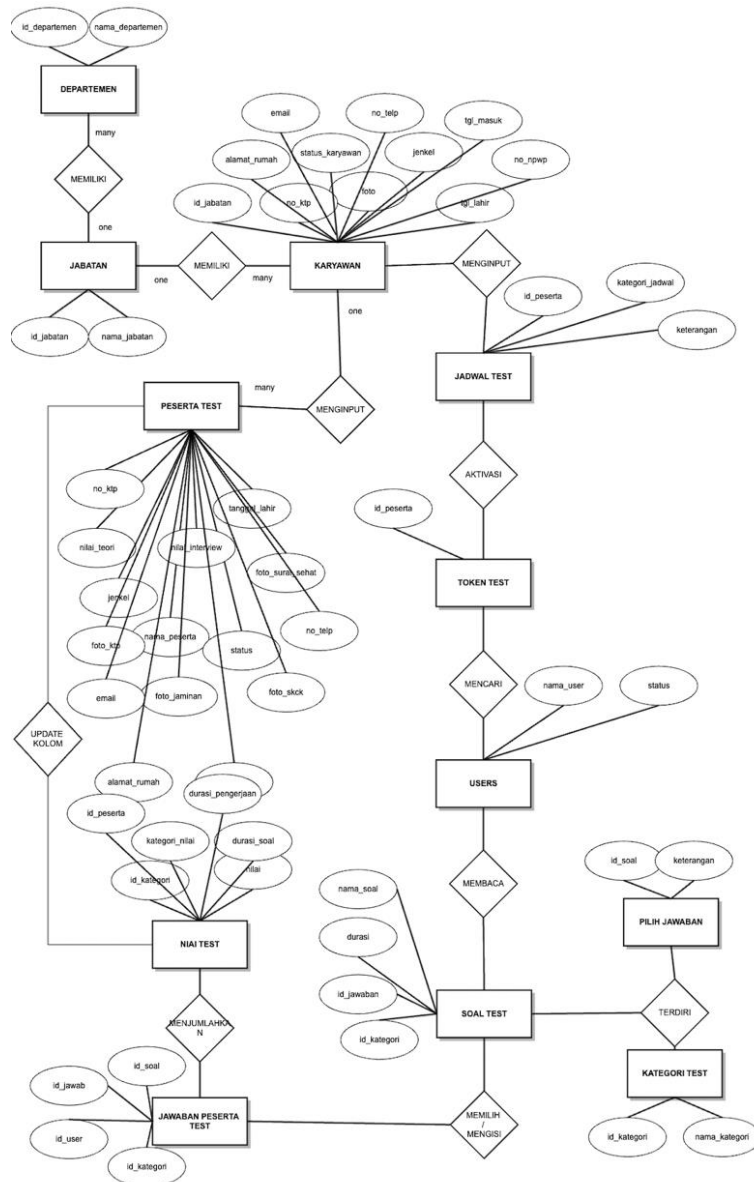 id_departemen
nama_departemen
DEPARTEMEN
many
MEMILIKI
one
JABATAN
one
MEMILIKI
many
id_jabatan
nama_jabatan
email
no_telp
tgl_masuk
status_karyawan
jenkel
alamat_rumah
foto
no_npwp
id_jabatan
no_ktp
tgl_lahir
KARYAWAN
MENGINPUT
one
id_peserta
kategori_jadwal
keterangan
JADWAL TEST
many
PESERTA TEST
MENGINPUT
AKTIVASI
no_ktp
tanggal_lahir
nilai_teori
nilai_interview
foto_surat_sehat
id_peserta
TOKEN TEST
jenkel
foto_ktp
nama_peserta
status
no_telp
email
foto_jaminan
foto_skck
MENCARI
nama_user
status
UPDATE
KOLOM
USERS
alamat_rumah
durasi_pengerjaan
id_peserta
kategori_nilai
durasi_soal
id_kategori
nilai
MEMBACA
id_soal
keterangan
nama_soal
PILIH JAWABAN
NIAI TEST
durasi
id_jawaban
id_kategori
SOAL TEST
TERDIRI
MENJUMLAHKA
N
KATEGORI TEST
id_soal
id_jawab
JAWABAN PESERTA
TEST
id_user
id_kategori
MEMILIH
/
MENGISI
id_kategori
nama_kategori